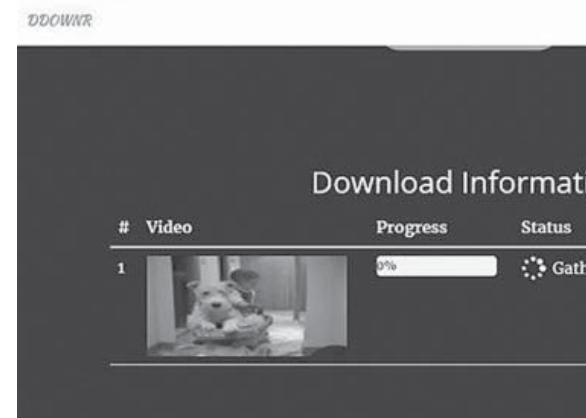 DDOWNR
Download Informati
# Video Progress Status
1 0% Gath